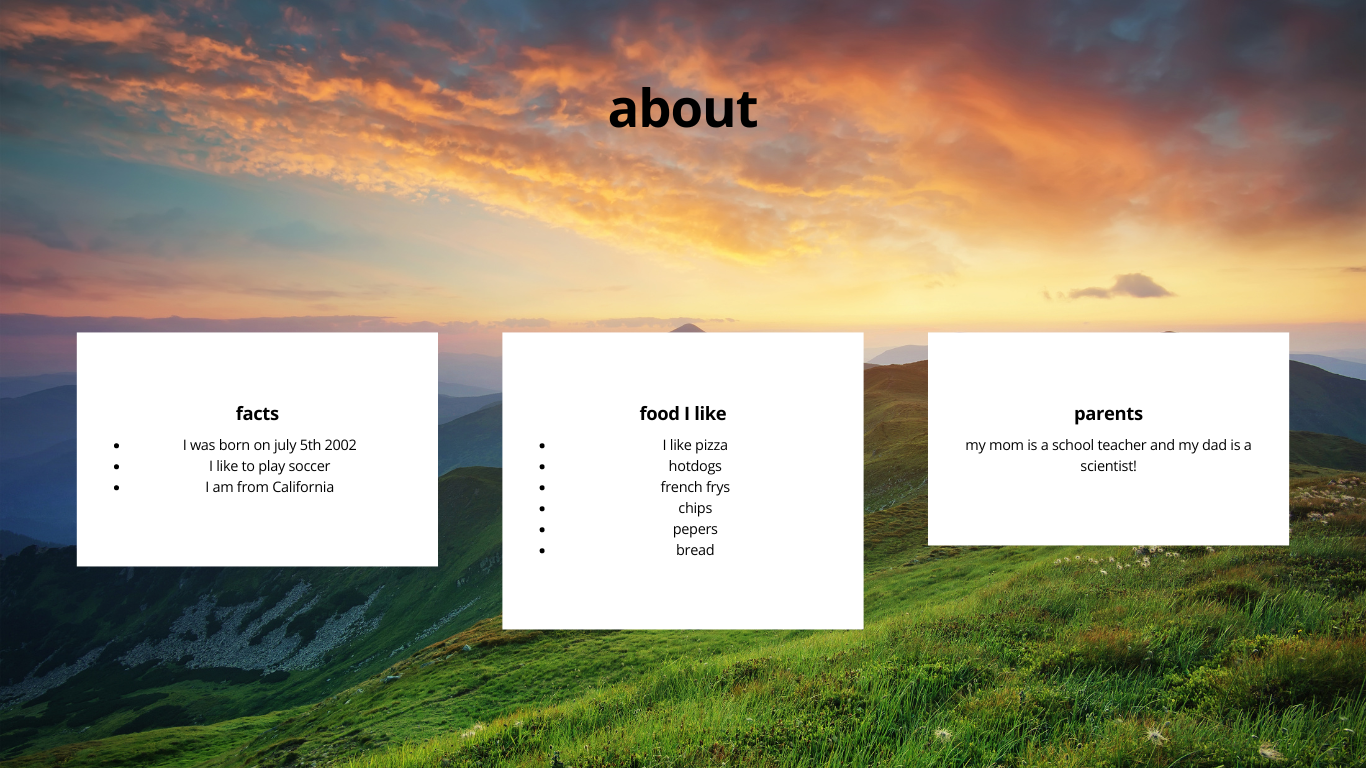 about
facts
I was born on july 5th 2002
I like to play soccer
I am from California
food I like
I like pizza
hotdogs
french frys
chips
pepers
bread
parents
my mom is a school teacher and my dad is a
scientist!